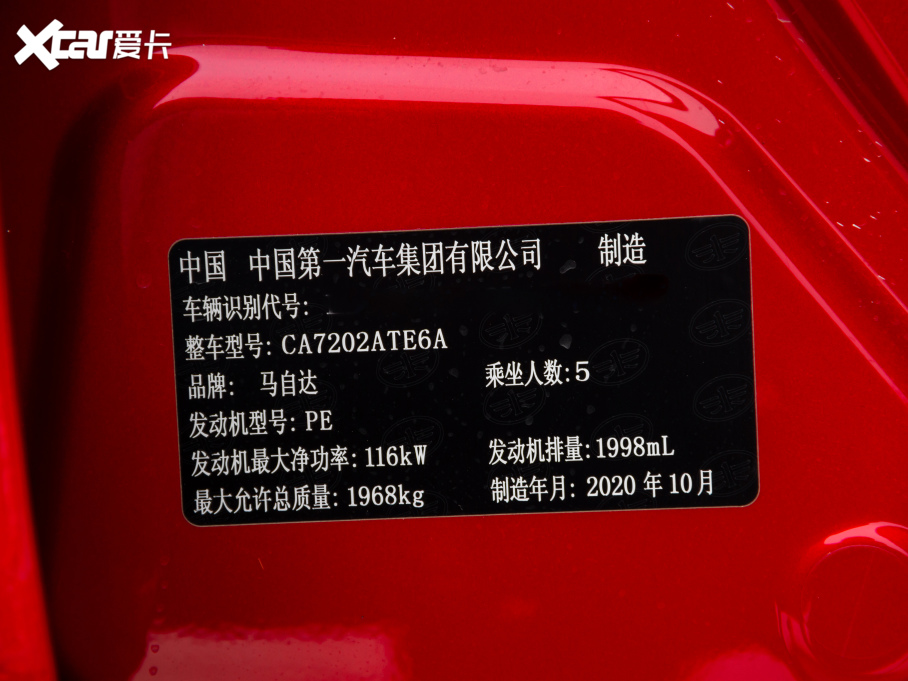 Xcar爱卡
中国 中国第一汽车集团有限公司 制造
车辆识别代号:
整车型号: CA7202ATE6A
品牌: 马自达 乘坐人数:5
发动机型号: PE
发动机最大净功率: 116kW 发动机排量: 1998mL
最大允许总质量: 1968kg 制造年月: 2020 年 10 月